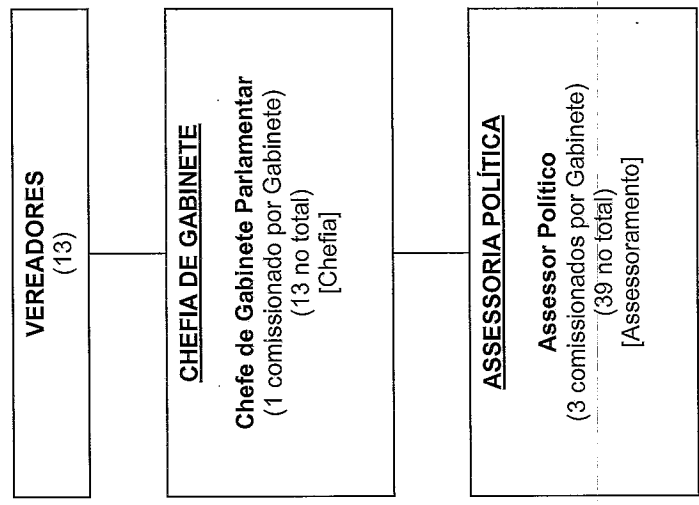 VEREADORES
(13)
CHEFIA DE GABINETE
Chefe de Gabinete Parlamentar
(1 comissionado por Gabinete)
(13 no total)
[Chefia]
ASSESSORIA POLÍTICA
Assessor Político
(3 comissionados por Gabinete)
(39 no total)
[Assessoramento]